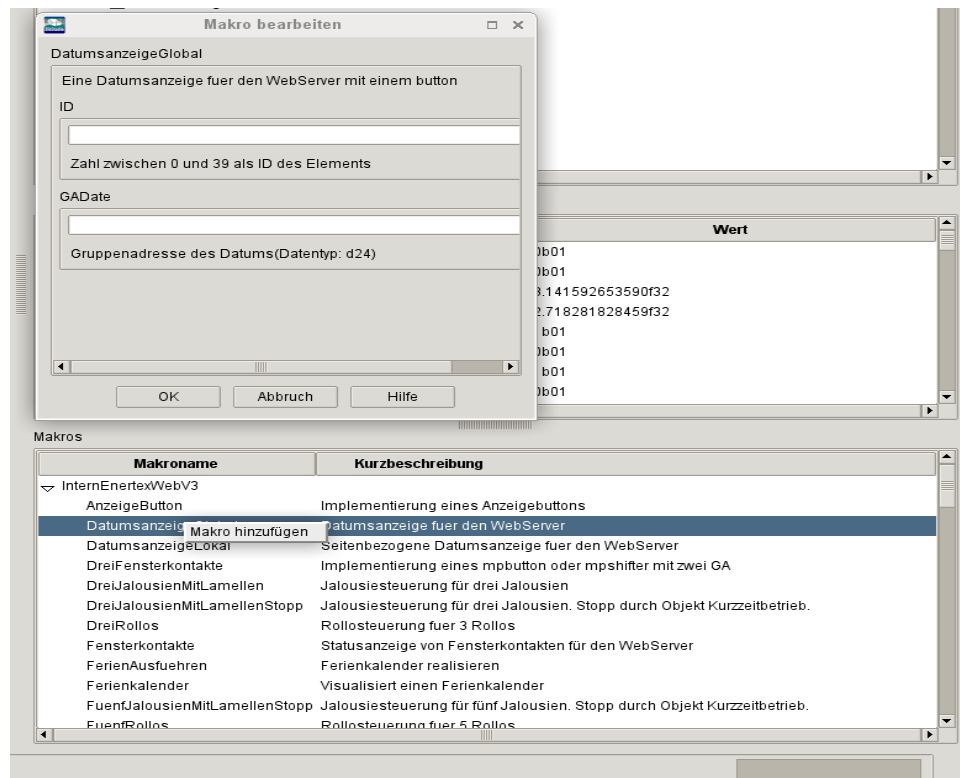 Makro bearbeiten
DatumsanzeigeGlobal
Eine Datumsanzeige fuer den WebServer mit einem button
ID
Zahl zwischen 0 und 39 als ID des Elements
GADate
Gruppenadresse des Datums(Datentyp: d24)
OK Abbruch Hilfe
Wert
0b01
0b01
3.141592653590f32
2.718281828459f32
b01
0b01
b01
0b01
Makros
Makroname Kurzbeschreibung
InternEnertexWebV3
AnzeigeButton Implementierung eines Anzeigebuttons
Datumsanzeig Datumsanzeige fuer den WebServer
Makro hinzufügen
DatumsanzeigeLokal Seitenbezogene Datumsanzeige fuer den WebServer
DreiFensterkontakte Implementierung eines mpbutton oder mpshifter mit zwei GA
DreiJalousienMitLamellen Jalousiesteuerung für drei Jalousien
DreiJalousienMitLamellenStopp Jalousiesteuerung für drei Jalousien. Stopp durch Objekt Kurzzeitbetrieb.
DreiRollos Rollosteuerung fuer 3 Rollos
Fensterkontakte Statusanzeige von Fensterkontakten für den WebServer
FerienAusfuehren Ferienkalender realisieren
Ferienkalender Visualisiert einen Ferienkalender
FuenfJalousienMitLamellenStopp Jalousiesteuerung für fünf Jalousien. Stopp durch Objekt Kurzzeitbetrieb.
FuenfRollos Rollosteuerung fuer 5 Rollos